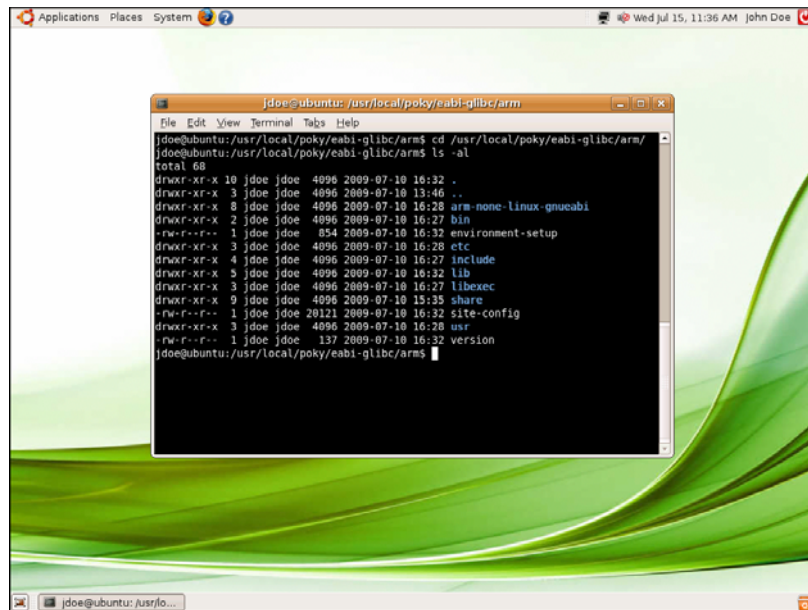 Applications Places System Wed Jul 15, 11:36 AM John Doe
jdoe@ubuntu: /usr/local/poky/eabi-glibc/arm
File Edit View Terminal Tabs Help
jdoe@ubuntu:/usr/local/poky/eabi-glibc/arm$ cd /usr/local/poky/eabi-glibc/arm/
jdoe@ubuntu:/usr/local/poky/eabi-glibc/arm$ ls -al
total 68
drwxr-xr-x 10 jdoe jdoe 4096 2009-07-10 16:32 .
drwxr-xr-x 3 jdoe jdoe 4096 2009-07-10 13:46 ..
drwxr-xr-x 8 jdoe jdoe 4096 2009-07-10 16:28 arm-none-linux-gnueabi
drwxr-xr-x 2 jdoe jdoe 4096 2009-07-10 16:27 bin
-rw-r--r-- 1 jdoe jdoe 854 2009-07-10 16:32 environment-setup
drwxr-xr-x 3 jdoe jdoe 4096 2009-07-10 16:28 etc
drwxr-xr-x 4 jdoe jdoe 4096 2009-07-10 16:27 include
drwxr-xr-x 5 jdoe jdoe 4096 2009-07-10 16:32 lib
drwxr-xr-x 3 jdoe jdoe 4096 2009-07-10 16:27 libexec
drwxr-xr-x 9 jdoe jdoe 4096 2009-07-10 15:35 share
-rw-r--r-- 1 jdoe jdoe 20121 2009-07-10 16:32 site-config
drwxr-xr-x 3 jdoe jdoe 4096 2009-07-10 16:28 usr
-rw-r--r-- 1 jdoe jdoe 137 2009-07-10 16:32 version
jdoe@ubuntu:/usr/local/poky/eabi-glibc/arm$
jdoe@ubuntu: /usr/lo...